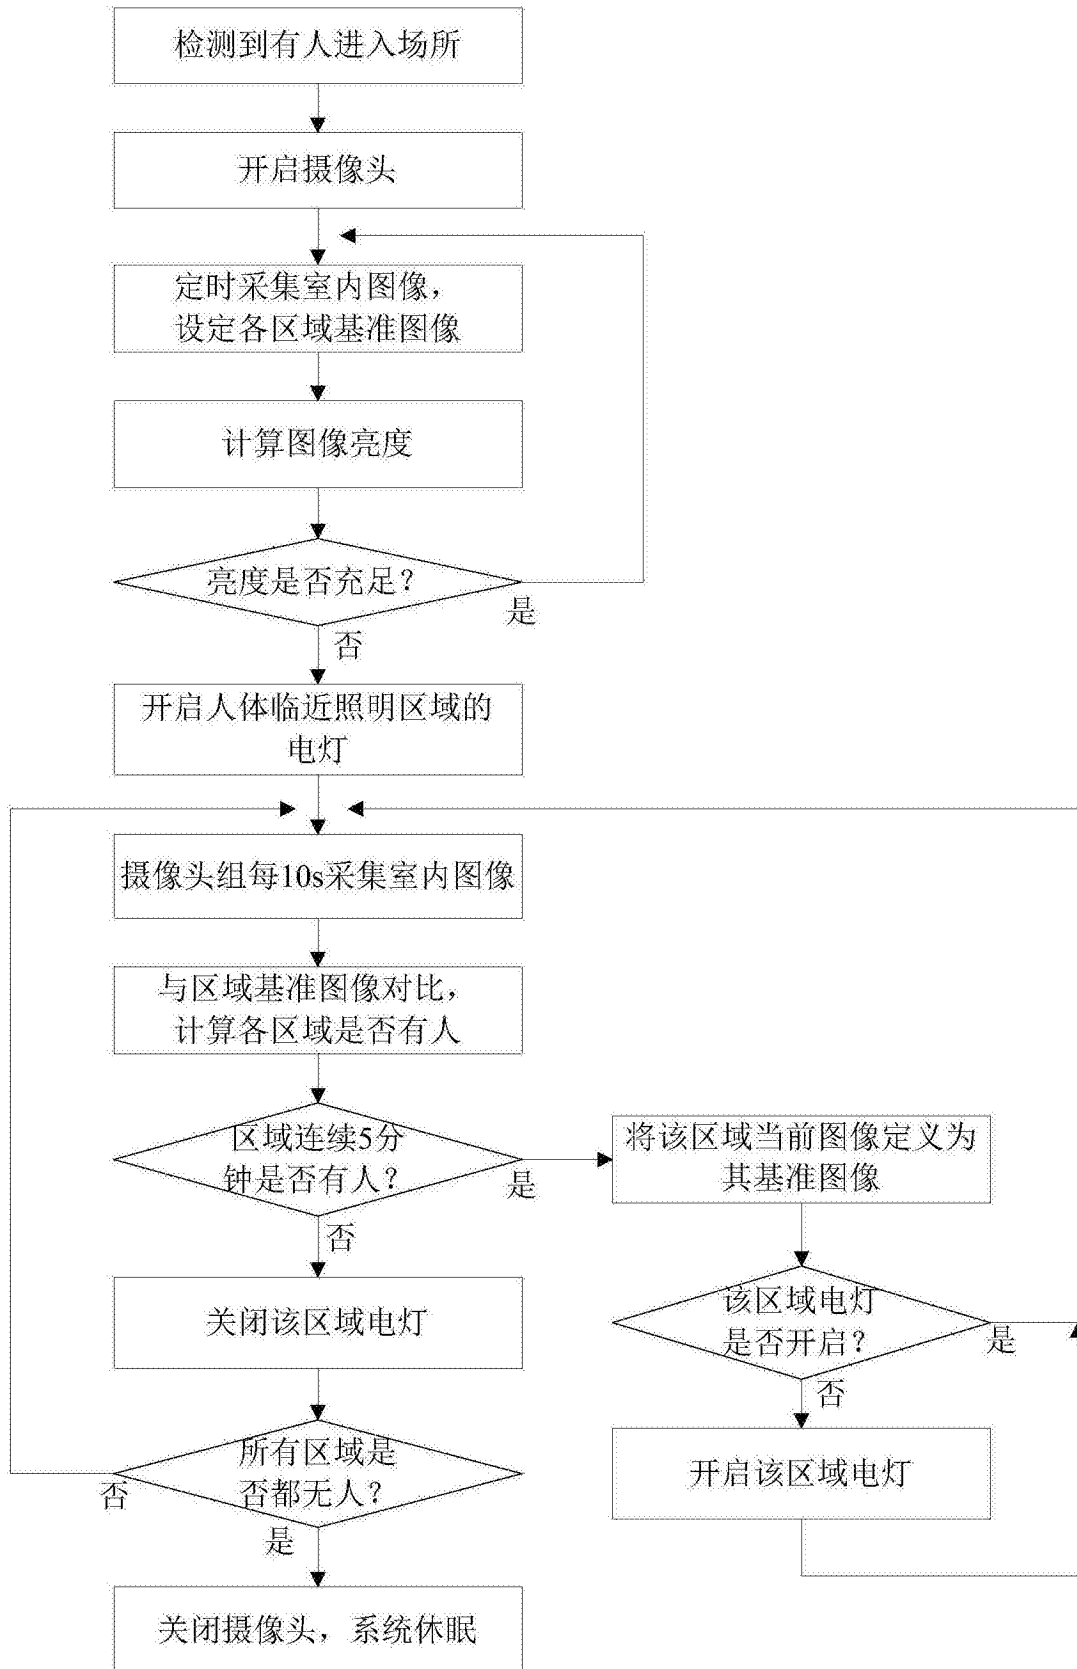 检测到有人进入场所
开启摄像头
定时采集室内图像，
设定各区域基准图像
计算图像亮度
亮度是否充足？
是
否
开启人体临近照明区域的
电灯
摄像头组每10s采集室内图像
与区域基准图像对比，
计算各区域是否有人
区域连续5分
钟是否有人？
是
否
将该区域当前图像定义为
其基准图像
该区域电灯
是否开启？
是
否
开启该区域电灯
关闭该区域电灯
所有区域是
否都无人？
否
是
关闭摄像头，系统休眠